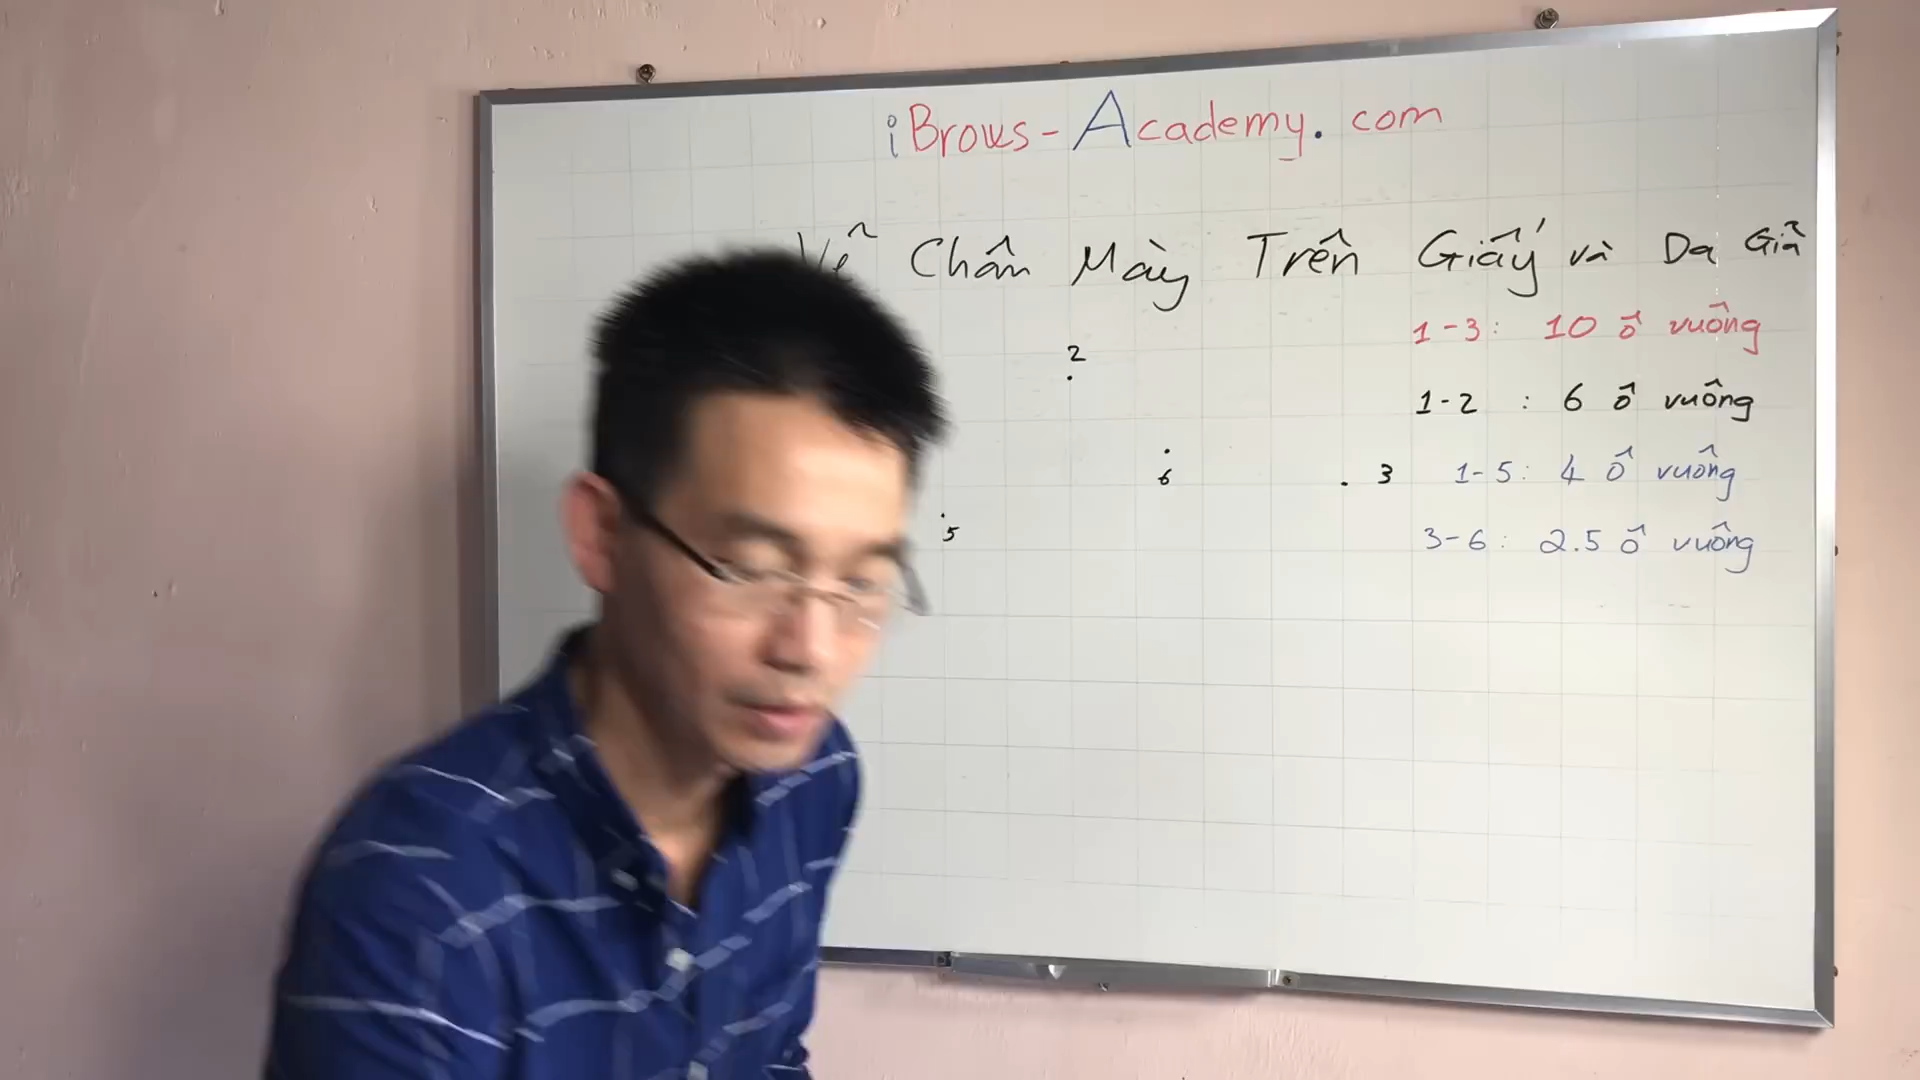 iBrows-Academy.com
Vẽ Chân Mày Trên Giấy và Da Giả
1-3: 10 ô vuông
2
1-2 : 6 ô vuông
6
3
1-5: 4 ô vuông
5
3-6: 2.5 ô vuông